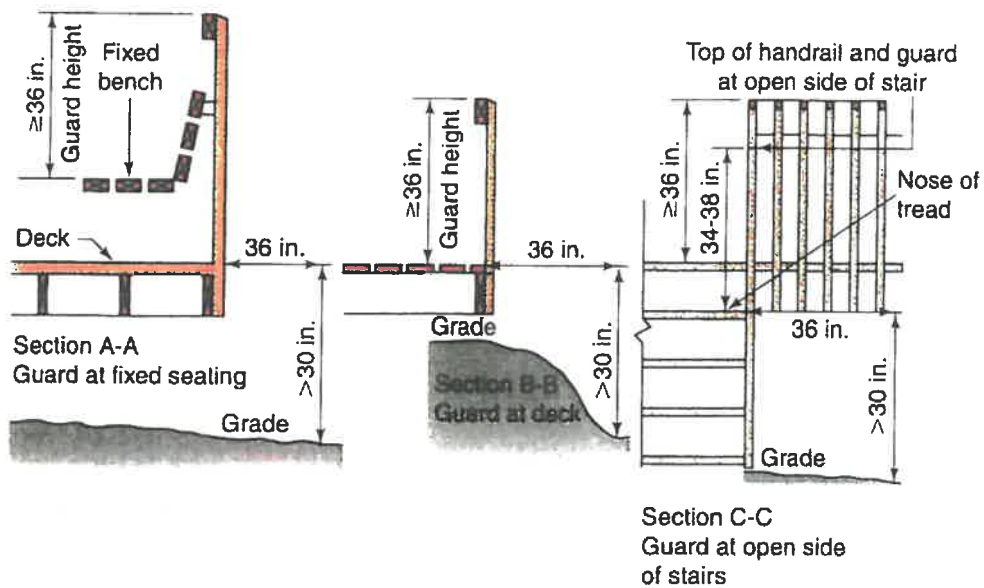 ≥36 in.
Guard height
Fixed
bench
Deck
36 in.
>30 in.
Section A-A
Guard at fixed seating
Grade
≥36 in.
Guard height
36 in.
Grade
>30 in.
Section B-B
Guard at deck
Top of handrail and guard
at open side of stair
≥36 in.
34-38 in.
Nose of
tread
36 in.
>30 in.
Grade
Section C-C
Guard at open side
of stairs